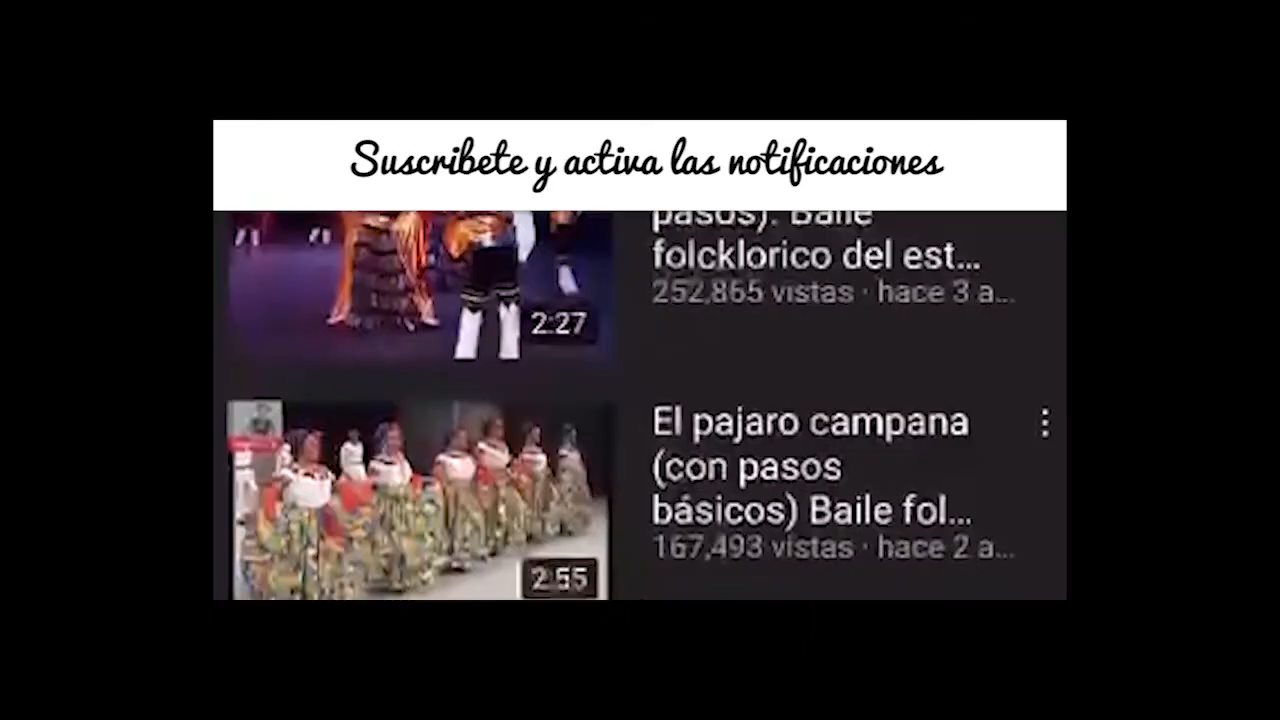 Suscribete y activa las notificaciones
pasos). Baile
folcklorico del est...
252,865 vistas · hace 3 a...
2:27
El pajaro campana
(con pasos
básicos) Baile fol...
167,493 vistas · hace 2 a...
2:55